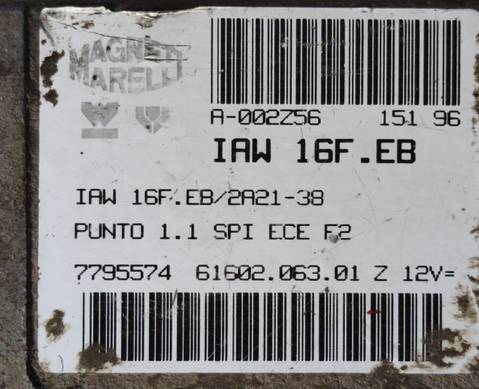 MAGNETI
MARELLI
A-002Z56 151 96
IAW 16F.EB
IAW 16F.EB/2A21-38
PUNTO 1.1 SPI ECE F2
7795574 61602.063.01 Z 12V=